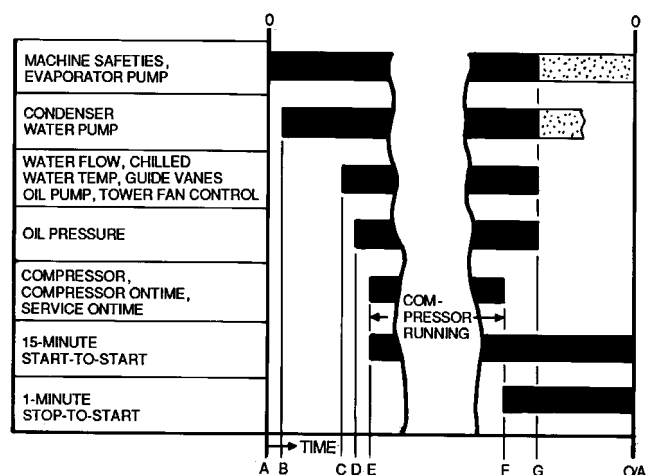 0 0
MACHINE SAFETIES,
EVAPORATOR PUMP
CONDENSER
WATER PUMP
WATER FLOW, CHILLED
WATER TEMP, GUIDE VANES
OIL PUMP, TOWER FAN CONTROL
OIL PRESSURE
COMPRESSOR,
COMPRESSOR ONTIME,
SERVICE ONTIME
COM-
PRESSOR
RUNNING
15-MINUTE
START-TO-START
1-MINUTE
STOP-TO-START
TIME
A B C D E F G O/A